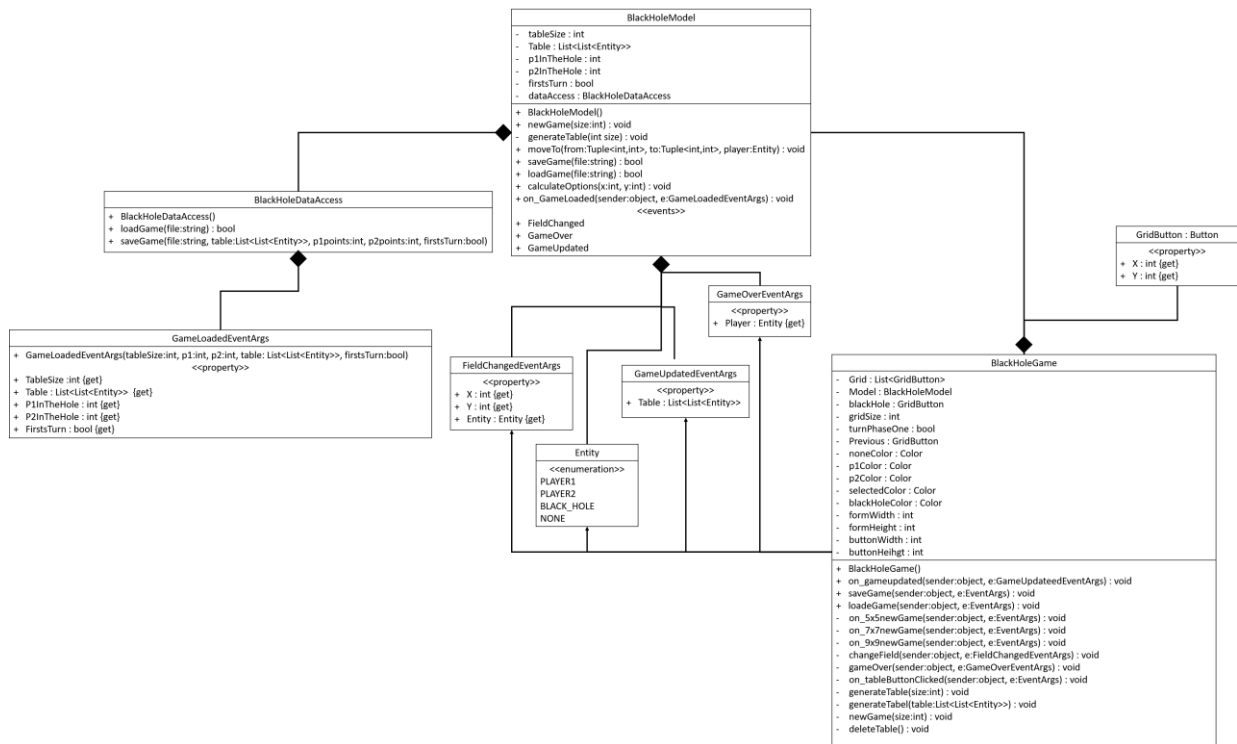 BlackHoleModel
- tableSize : int
- Table : List<List<Entity>>
- p1InTheHole : int
- p2InTheHole : int
- firstsTurn : bool
- dataAccess : BlackHoleDataAccess
+ BlackHoleModel()
+ newGame(size:int) : void
- generateTable(int size) : void
+ moveTo(from:Tuple<int,int>, to:Tuple<int,int>, player:Entity) : void
+ saveGame(file:string) : bool
+ loadGame(file:string) : bool
+ calculateOptions(x:int, y:int) : void
+ on_GameLoaded(sender:object, e:GameLoadedEventArgs) : void
<<events>>
+ FieldChanged
+ GameOver
+ GameUpdated
BlackHoleDataAccess
+ BlackHoleDataAccess()
+ loadGame(file:string) : bool
+ saveGame(file:string, table:List<List<Entity>>, p1points:int, p2points:int, firstsTurn:bool)
GridButton : Button
<<property>>
+ X : int {get}
+ Y : int {get}
GameLoadedEventArgs
+ GameLoadedEventArgs(tableSize:int, p1:int, p2:int, table: List<List<Entity>>, firstsTurn:bool)
<<property>>
+ TableSize :int {get}
+ Table : List<List<Entity>> {get}
+ P1InTheHole : int {get}
+ P2InTheHole : int {get}
+ FirstsTurn : bool {get}
GameOverEventArgs
<<property>>
+ Player : Entity {get}
FieldChangedEventArgs
<<property>>
+ X : int {get}
+ Y : int {get}
+ Entity : Entity {get}
GameUpdatedEventArgs
<<property>>
+ Table : List<List<Entity>>
Entity
<<enumeration>>
PLAYER1
PLAYER2
BLACK_HOLE
NONE
BlackHoleGame
- Grid : List<GridButton>
- Model : BlackHoleModel
- blackHole : GridButton
- gridSize : int
- turnPhaseOne : bool
- Previous : GridButton
- noneColor : Color
- p1Color : Color
- p2Color : Color
- selectedColor : Color
- blackHoleColor : Color
- formWidth : int
- formHeight : int
- buttonWidth : int
- buttonHeihgt : int
+ BlackHoleGame()
+ on_gameupdated(sender:object, e:GameUpdateedEventArgs) : void
+ saveGame(sender:object, e:EventArgs) : void
+ loadeGame(sender:object, e:EventArgs) : void
- on_5x5newGame(sender:object, e:EventArgs) : void
- on_7x7newGame(sender:object, e:EventArgs) : void
- on_9x9newGame(sender:object, e:EventArgs) : void
- changeField(sender:object, e:FieldChangedEventArgs) : void
- gameOver(sender:object, e:GameOverEventArgs) : void
- on_tableButtonClicked(sender:object, e:EventArgs) : void
- generateTable(size:int) : void
- generateTabel(table:List<List<Entity>>) : void
- newGame(size:int) : void
- deleteTable() : void